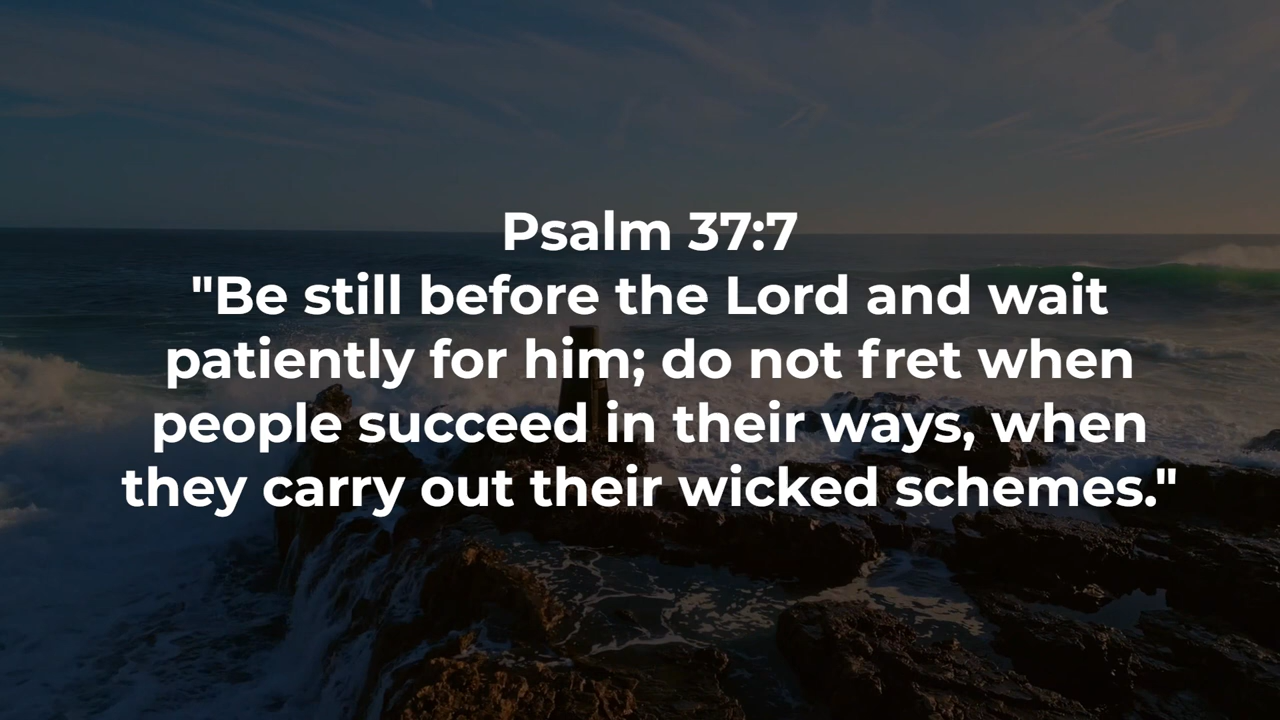 Psalm 37:7
"Be still before the Lord and wait
patiently for him; do not fret when
people succeed in their ways, when
they carry out their wicked schemes."